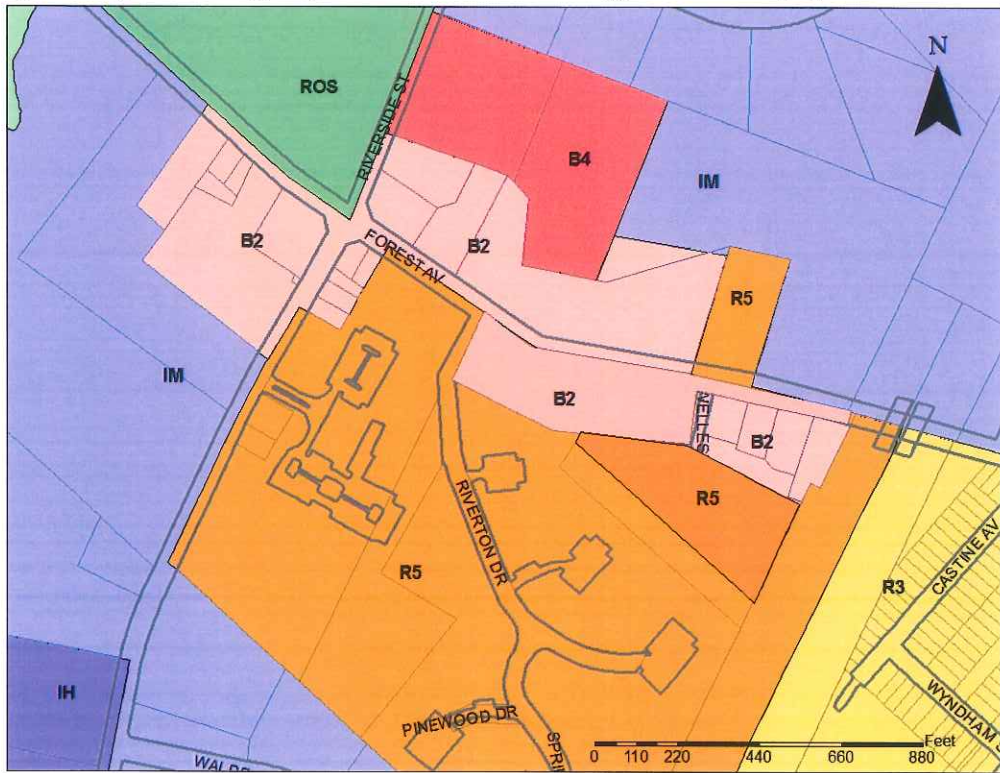 N
ROS
RIVERSIDE ST
B4
IM
B2
FOREST AV
B2
R5
IM
B2
NELLES
B2
R5
RIVERTON DR
R5
R3
CASTINE AV
IH
PINEWOOD DR
WYNDHAM
SPRI
Feet
0 110 220 440 660 880